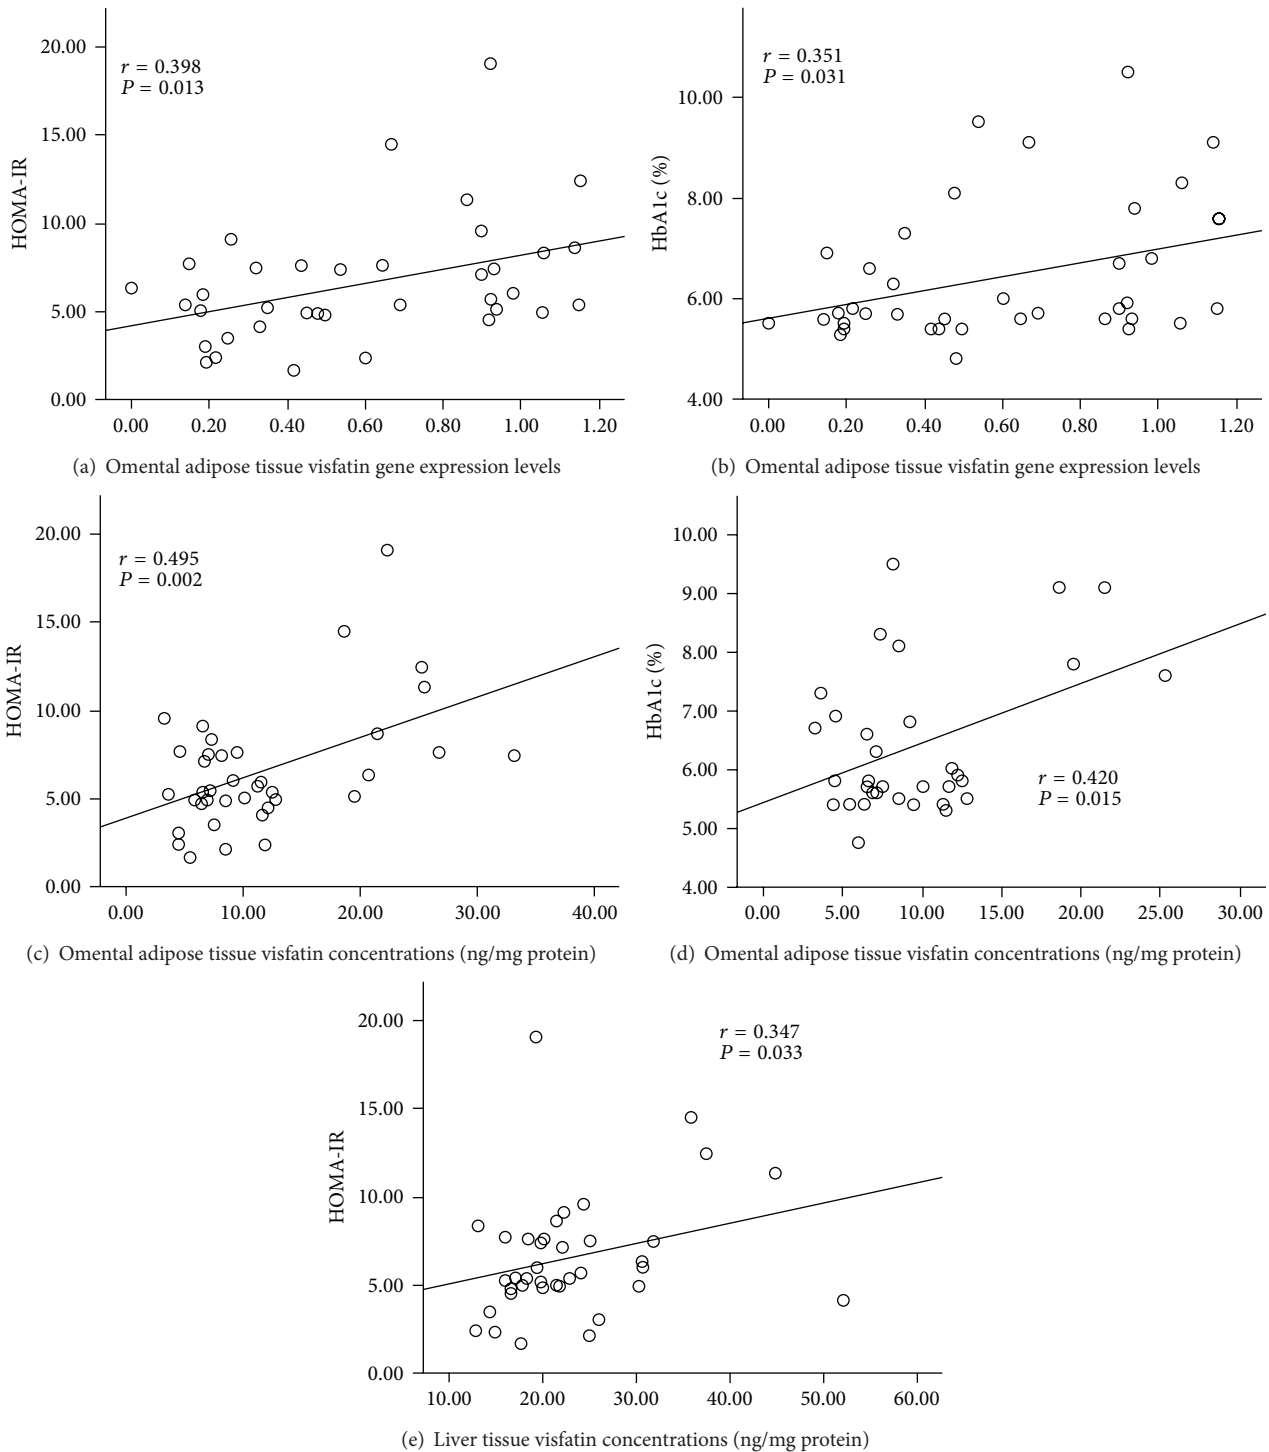 r = 0.398
P = 0.013
HOMA-IR
20.00
15.00
10.00
5.00
0.00
0.00 0.20 0.40 0.60 0.80 1.00 1.20
(a) Omental adipose tissue visfatin gene expression levels
r = 0.351
P = 0.031
HbA1c (%)
10.00
8.00
6.00
4.00
0.00 0.20 0.40 0.60 0.80 1.00 1.20
(b) Omental adipose tissue visfatin gene expression levels
r = 0.495
P = 0.002
HOMA-IR
20.00
15.00
10.00
5.00
0.00
0.00 10.00 20.00 30.00 40.00
(c) Omental adipose tissue visfatin concentrations (ng/mg protein)
HbA1c (%)
10.00
9.00
8.00
7.00
6.00
5.00
4.00
r = 0.420
P = 0.015
0.00 5.00 10.00 15.00 20.00 25.00 30.00
(d) Omental adipose tissue visfatin concentrations (ng/mg protein)
r = 0.347
P = 0.033
HOMA-IR
20.00
15.00
10.00
5.00
0.00
10.00 20.00 30.00 40.00 50.00 60.00
(e) Liver tissue visfatin concentrations (ng/mg protein)